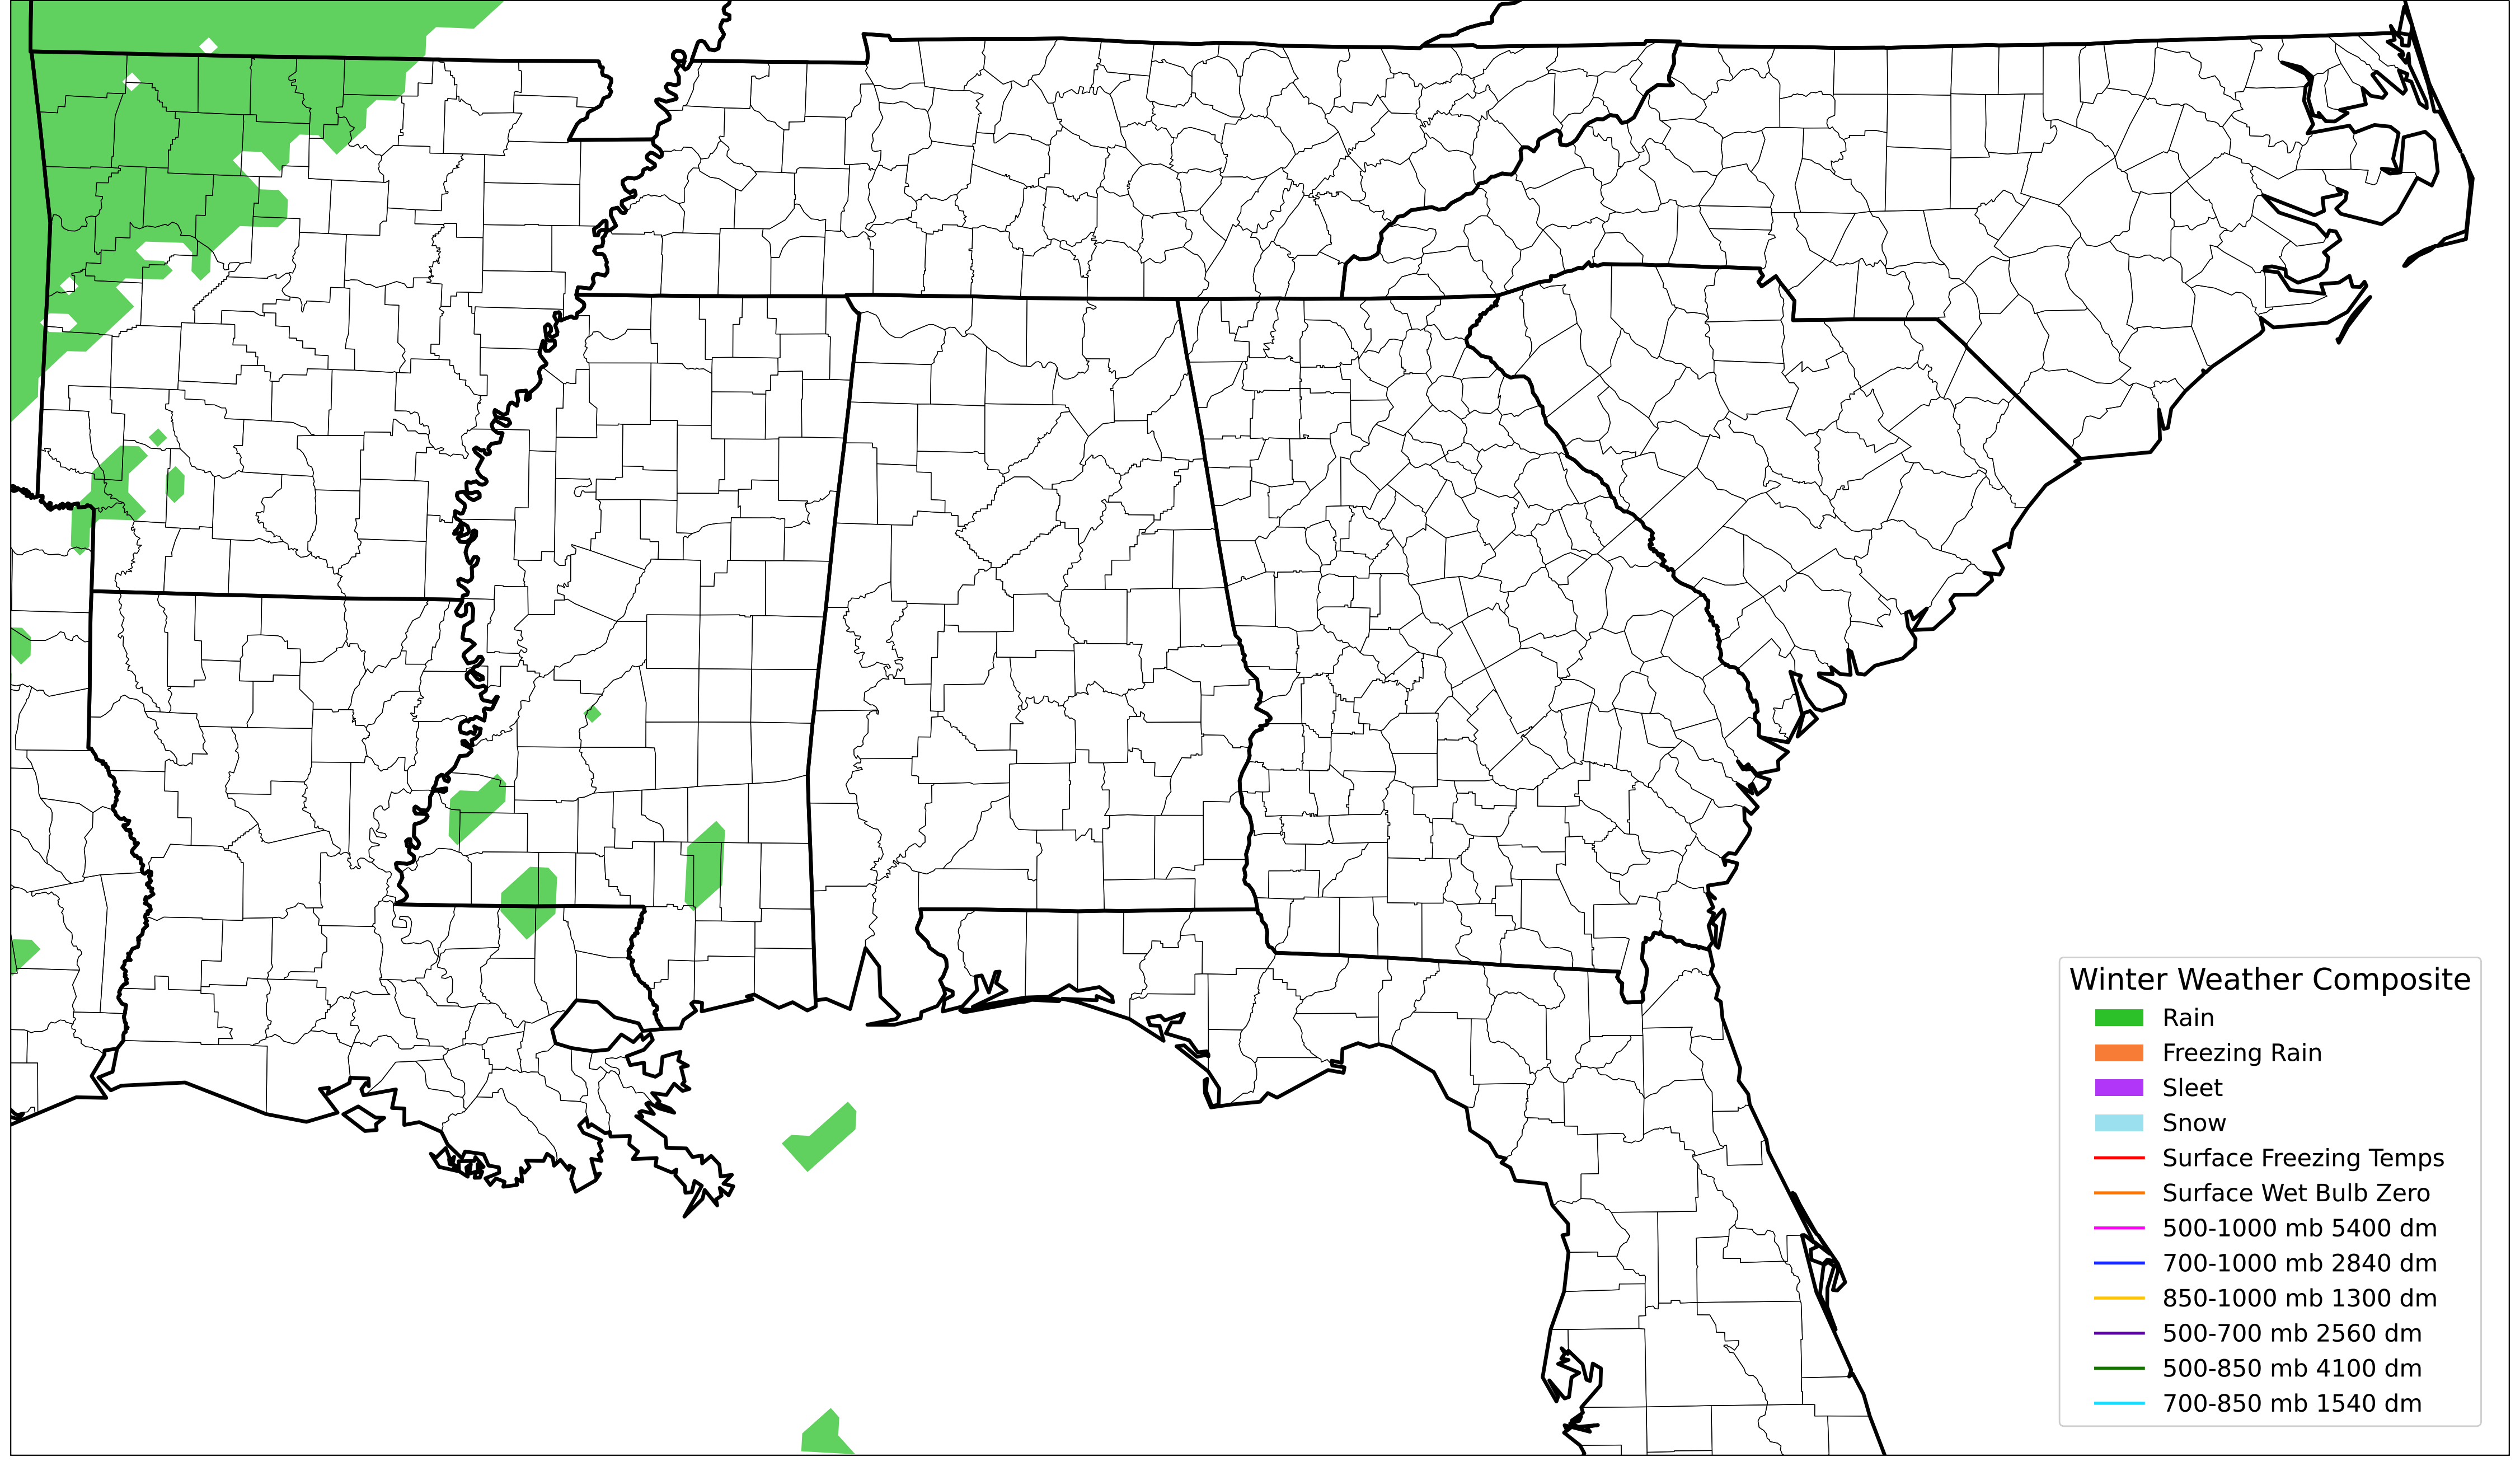 Winter Weather Composite
Rain
Freezing Rain
Sleet
Snow
Surface Freezing Temps
Surface Wet Bulb Zero
500-1000 mb 5400 dm
700-1000 mb 2840 dm
850-1000 mb 1300 dm
500-700 mb 2560 dm
500-850 mb 4100 dm
700-850 mb 1540 dm